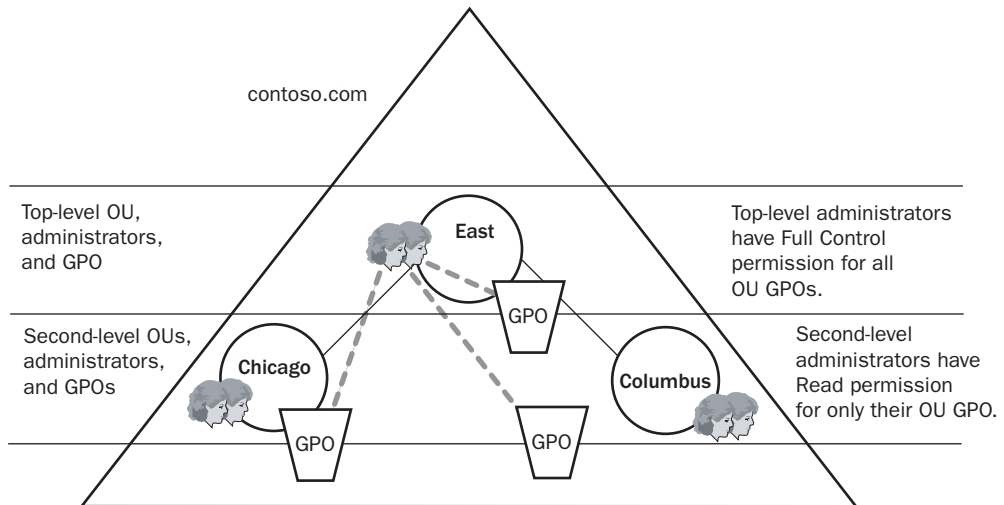 contoso.com
Top-level OU,
administrators,
and GPO
East
Top-level administrators
have Full Control
permission for all
OU GPOs.
GPO
Second-level OUs,
administrators,
and GPOs
Chicago
Columbus
Second-level
administrators have
Read permission
for only their OU GPO.
GPO
GPO